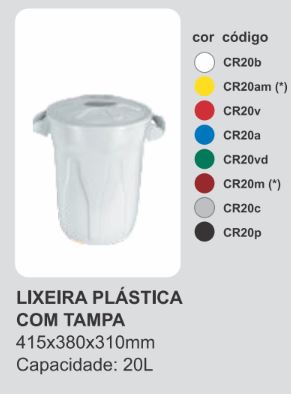 cor código
CR20b
CR20am (*)
CR20v
CR20a
CR20vd
CR20m (*)
CR20c
CR20p
LIXEIRA PLÁSTICA
COM TAMPA
415x380x310mm
Capacidade: 20L